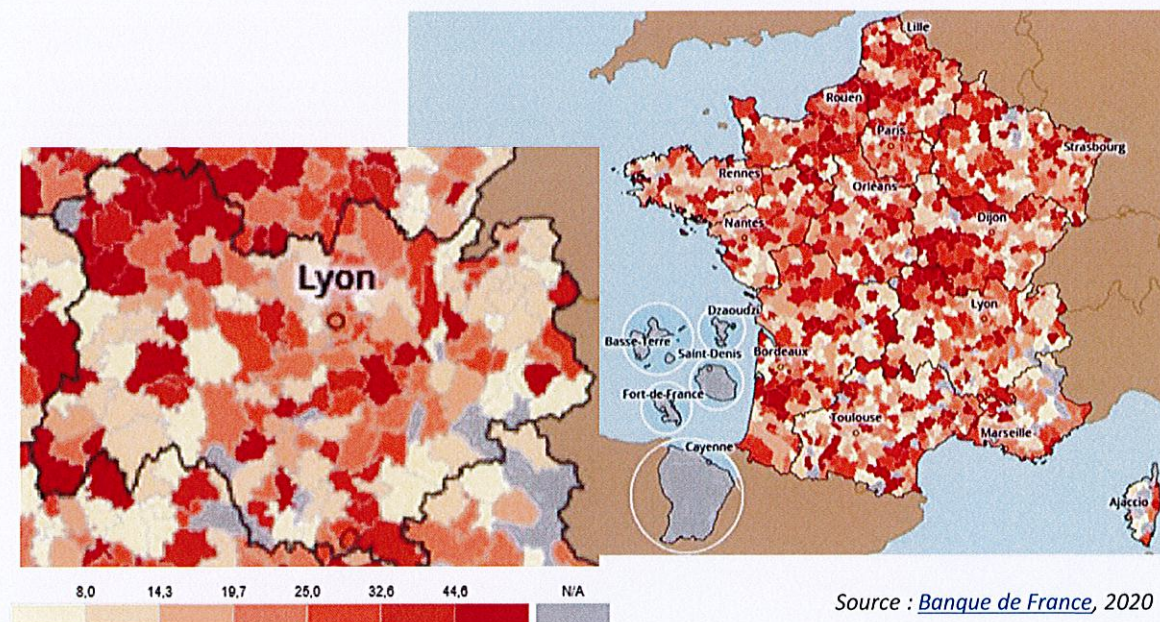 Lille
Rouen
Paris
Strasbourg
Rennes
Orléans
Nantes
Dijon
Lyon
Lyon
Dzaoudzi
Basse-Terre
Saint-Denis
Bordeaux
Fort-de-France
Toulouse
Marseille
Cayenne
Ajaccio
8,0 14,3 19,7 25,0 32,6 44,6 N/A
Source : Banque de France, 2020